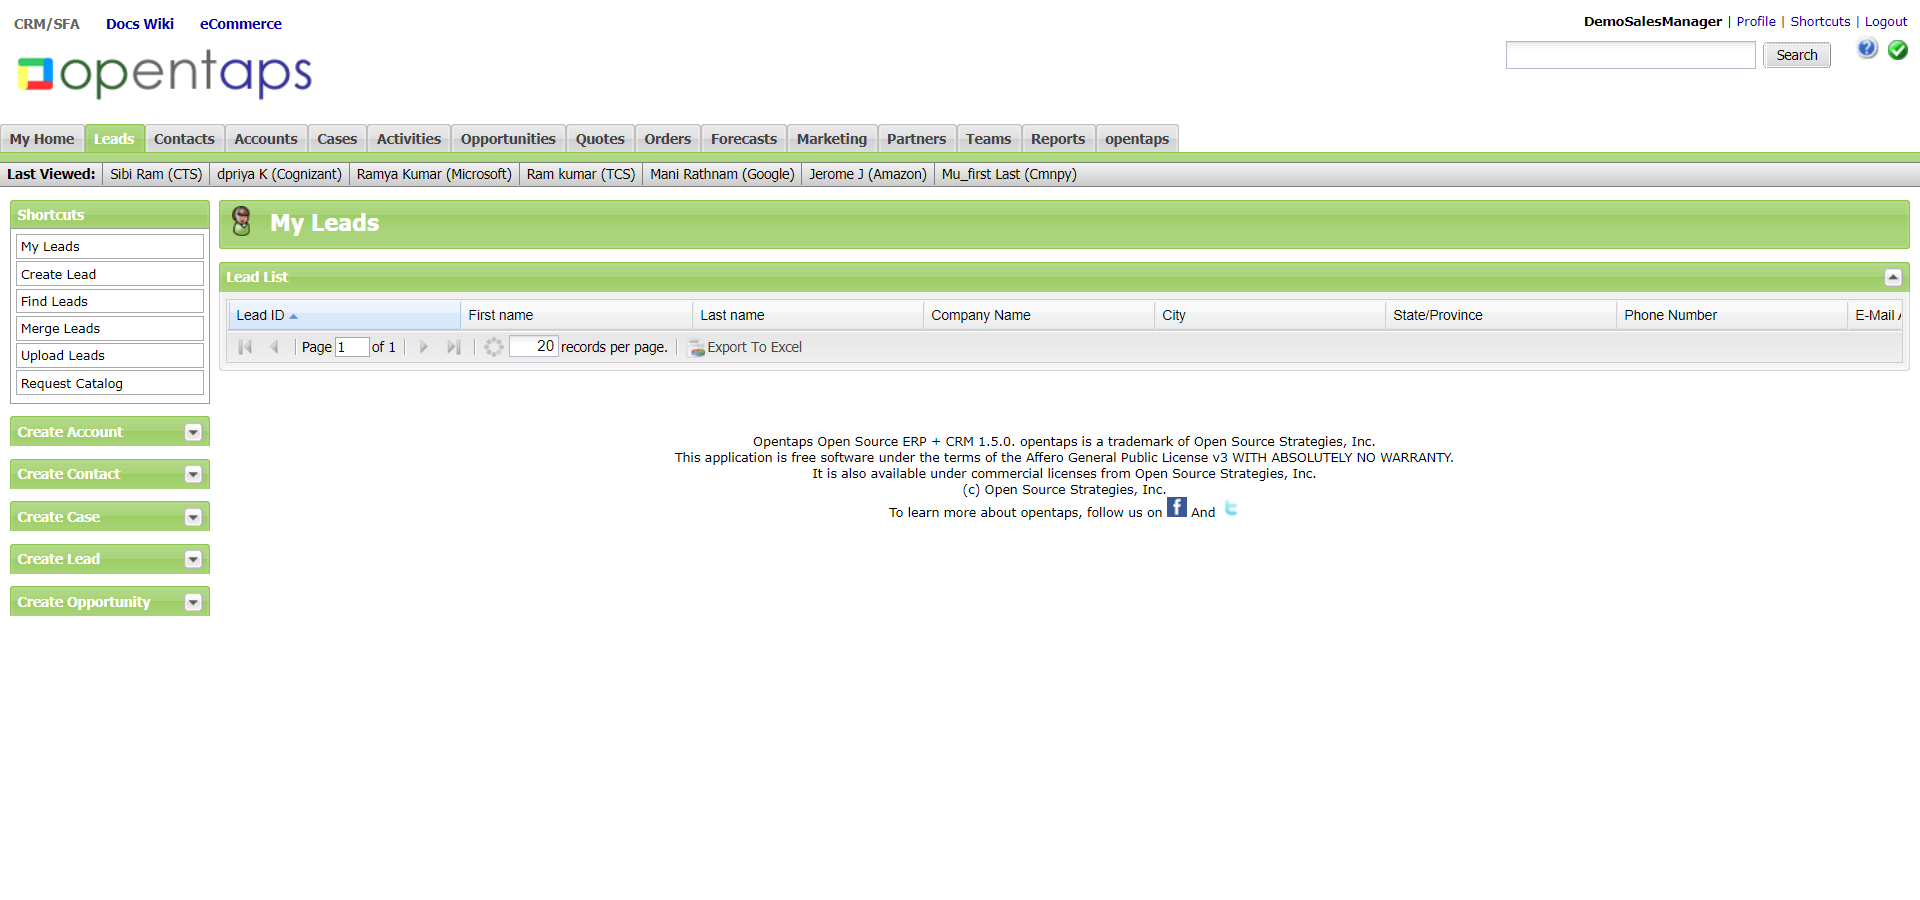 CRM/SFA Docs Wiki eCommerce
DemoSalesManager | Profile | Shortcuts | Logout
Search
opentaps
My Home Leads Contacts Accounts Cases Activities Opportunities Quotes Orders Forecasts Marketing Partners Teams Reports opentaps
Last Viewed: Sibi Ram (CTS) dpriya K (Cognizant) Ramya Kumar (Microsoft) Ram kumar (TCS) Mani Rathnam (Google) Jerome J (Amazon) Mu_first Last (Cmnpy)
Shortcuts
My Leads
Create Lead
Find Leads
Merge Leads
Upload Leads
Request Catalog
Create Account
Create Contact
Create Case
Create Lead
Create Opportunity
My Leads
Lead List
Lead ID First name Last name Company Name City State/Province Phone Number E-Mail
Page 1 of 1 20 records per page. Export To Excel
Opentaps Open Source ERP + CRM 1.5.0. opentaps is a trademark of Open Source Strategies, Inc.
This application is free software under the terms of the Affero General Public License v3 WITH ABSOLUTELY NO WARRANTY.
It is also available under commercial licenses from Open Source Strategies, Inc.
(c) Open Source Strategies, Inc.
To learn more about opentaps, follow us on f And t